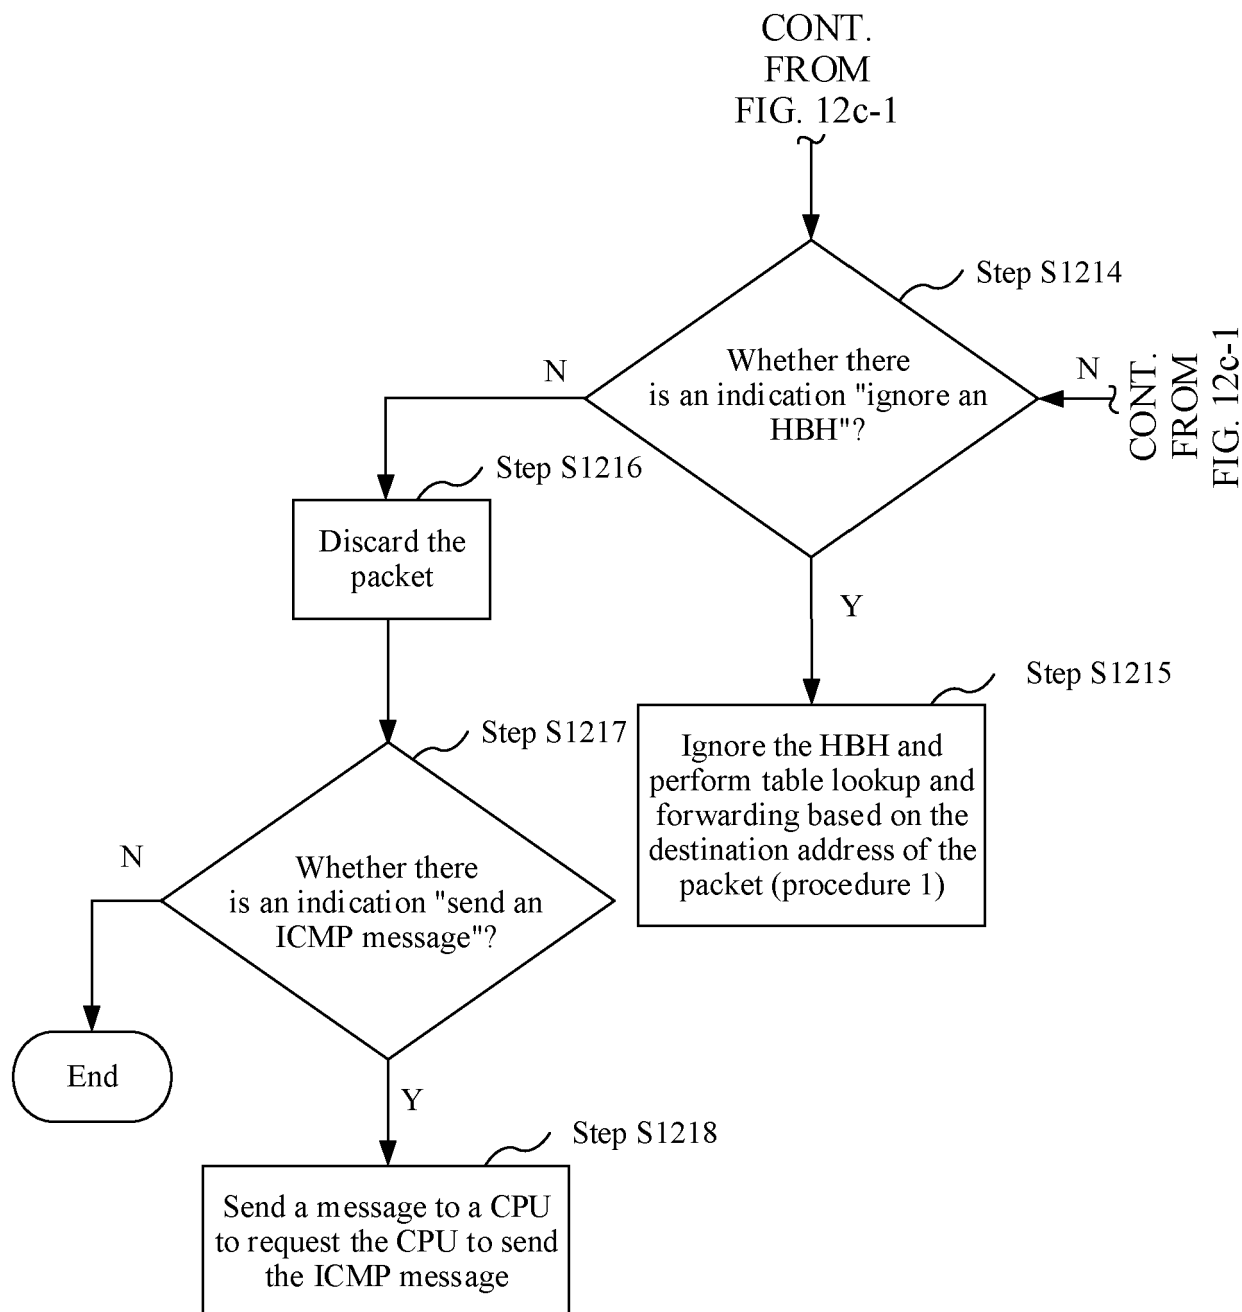 CONT.
FROM
FIG. 12c-1
Step S1214
Whether there
is an indication "ignore an
HBH"?
N
N
CONT.
FROM
FIG. 12c-1
Step S1216
Discard the
packet
Y
Step S1215
Ignore the HBH and
perform table lookup and
forwarding based on the
destination address of the
packet (procedure 1)
Step S1217
Whether there
is an indication "send an
ICMP message"?
N
End
Y
Step S1218
Send a message to a CPU
to request the CPU to send
the ICMP message